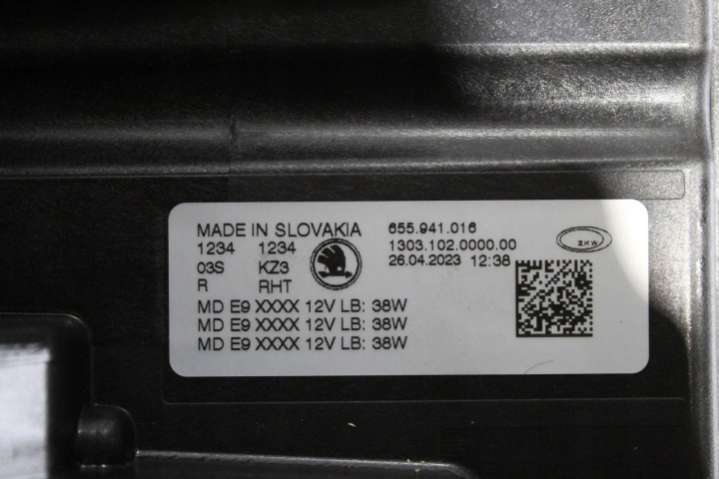 MADE IN SLOVAKIA 655.941.016
1234 1234 1303.102.0000.00
03S KZ3 26.04.2023 12:38
R RHT
MD E9 XXXX 12V LB: 38W
MD E9 XXXX 12V LB: 38W
MD E9 XXXX 12V LB: 38W
ZKW